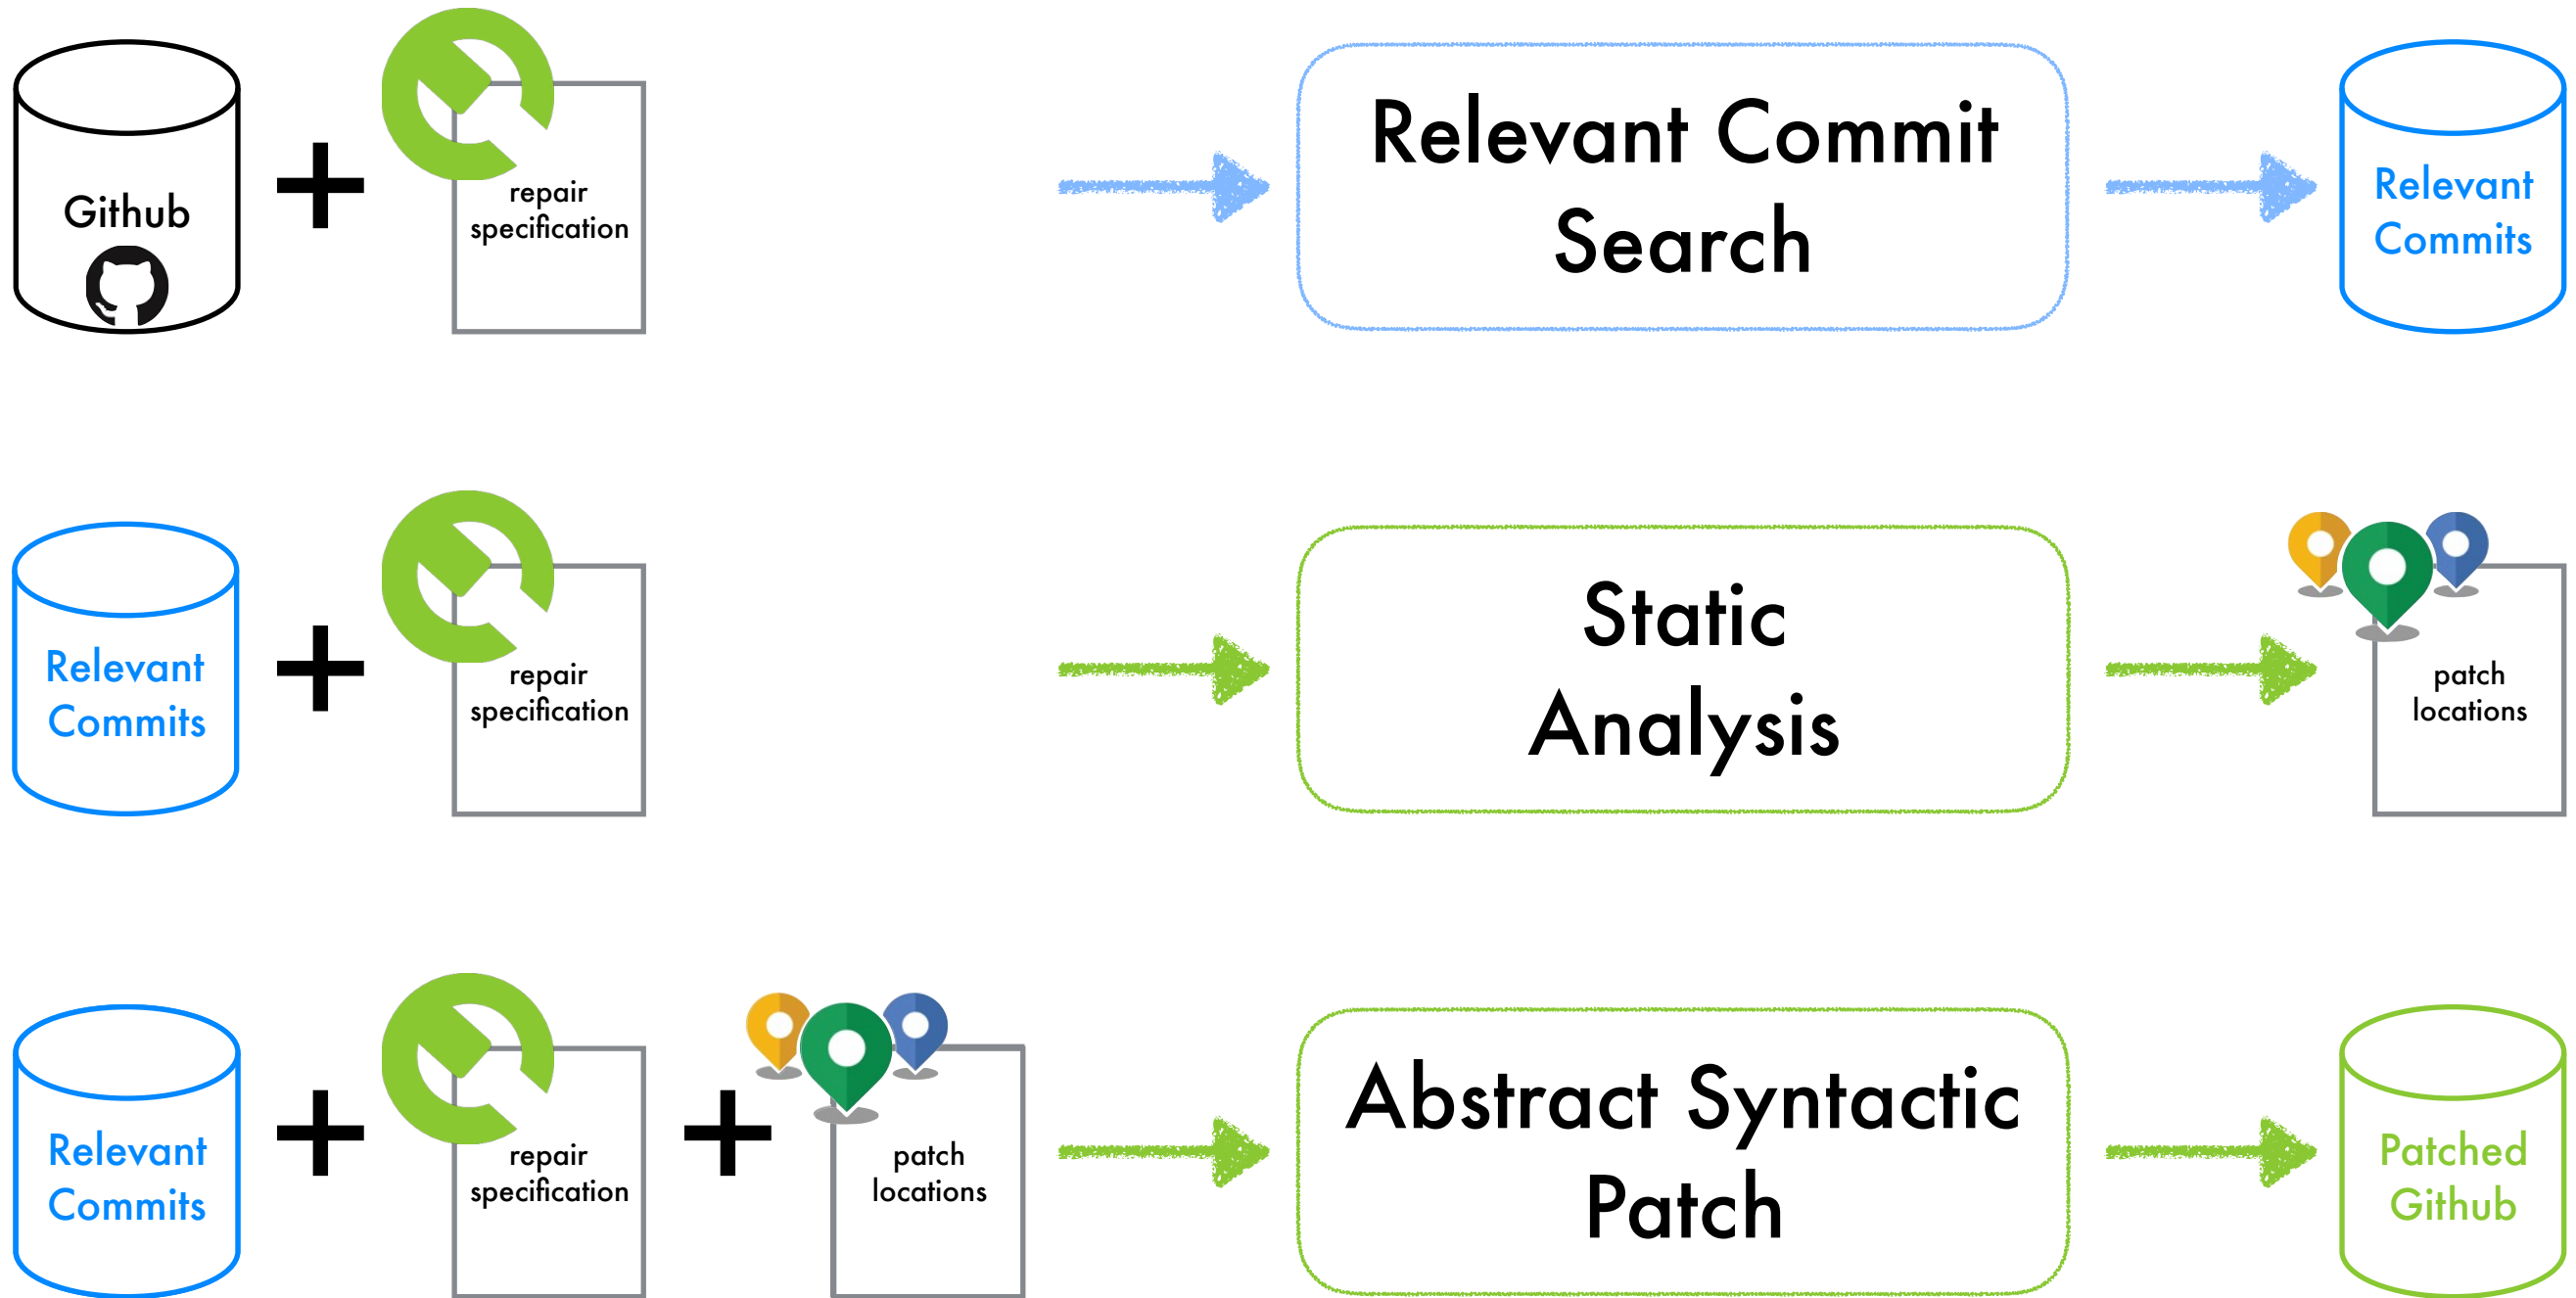 Github
repair
specification
Relevant Commit
Search
Relevant
Commits
Relevant
Commits
repair
specification
Static
Analysis
patch
locations
Relevant
Commits
repair
specification
patch
locations
Abstract Syntactic
Patch
Patched
Github